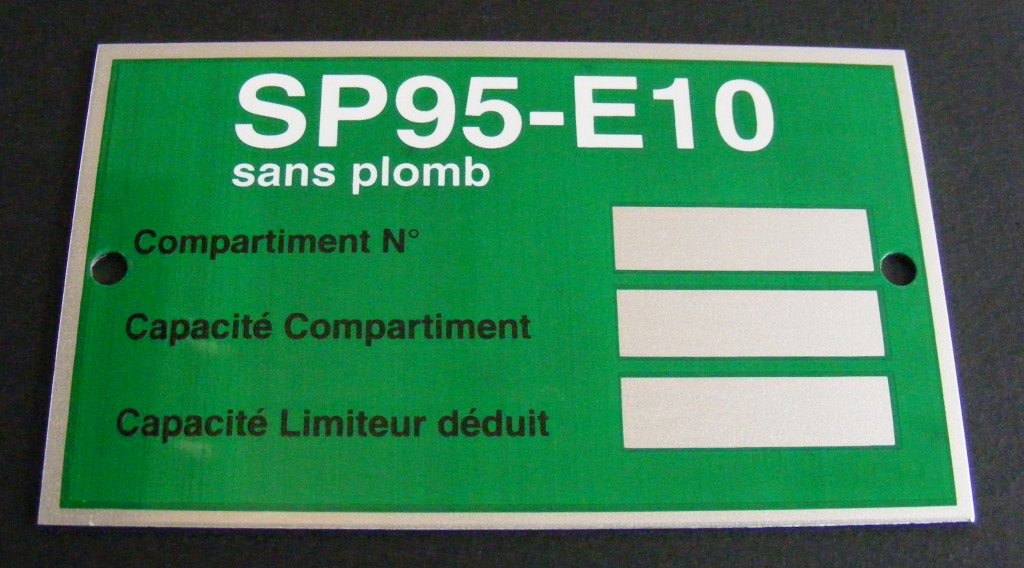 SP95-E10
sans plomb
Compartiment N°
Capacité Compartiment
Capacité Limiteur déduit